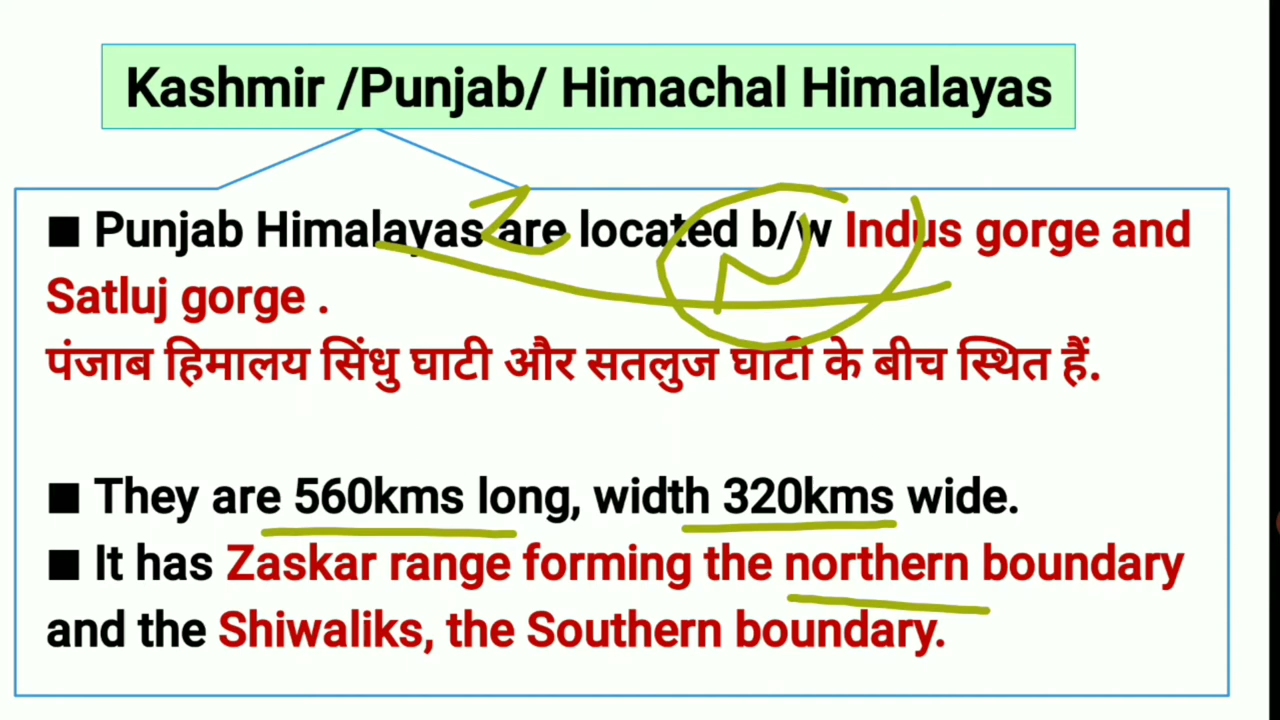 Kashmir /Punjab/ Himachal Himalayas
■ Punjab Himalayas are located b/w Indus gorge and
Satluj gorge .
पंजाब हिमालय सिंधु घाटी और सतलुज घाटी के बीच स्थित हैं.
■ They are 560kms long, width 320kms wide.
■ It has Zaskar range forming the northern boundary
and the Shiwaliks, the Southern boundary.
Z
N